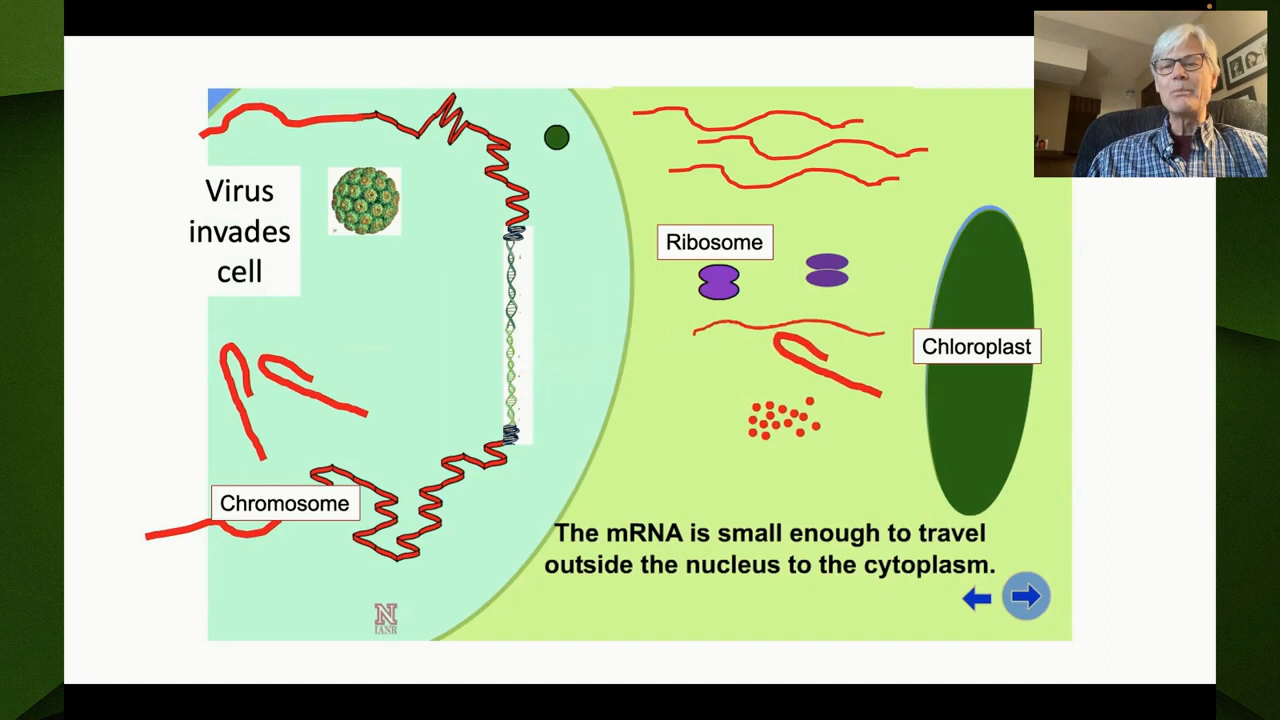 Virus
invades
cell
Ribosome
Chloroplast
Chromosome
The mRNA is small enough to travel
outside the nucleus to the cytoplasm.
N
IANR